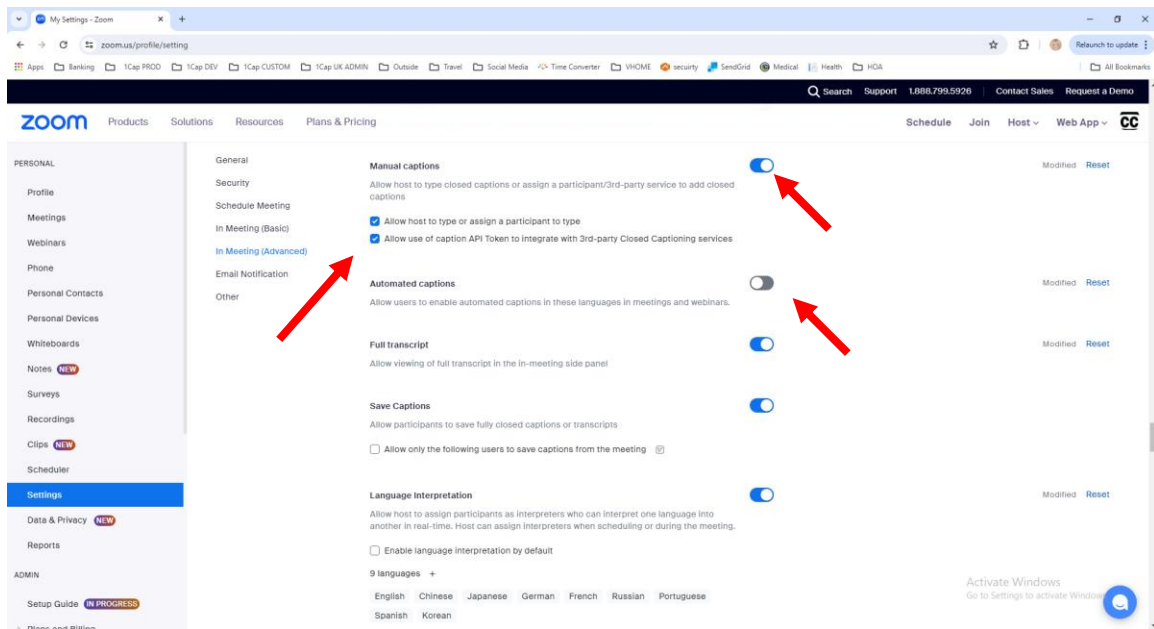 My Settings - Zoom
zoom.us/profile/setting
Relaunch to update
Apps Banking 1Cap PROD 1Cap DEV 1Cap CUSTOM 1Cap UK ADMIN Outside Travel Social Media Time Converter VHOME secuirty SendGrid Medical Health HOA All Bookmarks
Search Support 1.888.799.5926 Contact Sales Request a Demo
zoom Products Solutions Resources Plans & Pricing Schedule Join Host Web App CC
PERSONAL
Profile
Meetings
Webinars
Phone
Personal Contacts
Personal Devices
Whiteboards
Notes NEW
Surveys
Recordings
Clips NEW
Scheduler
Settings
Data & Privacy NEW
Reports
ADMIN
Setup Guide IN PROGRESS
Plans and Billing
General
Security
Schedule Meeting
In Meeting (Basic)
In Meeting (Advanced)
Email Notification
Other
Manual captions Modified Reset
Allow host to type closed captions or assign a participant/3rd-party service to add closed
captions
Allow host to type or assign a participant to type
Allow use of caption API Token to integrate with 3rd-party Closed Captioning services
Automated captions Modified Reset
Allow users to enable automated captions in these languages in meetings and webinars.
Full transcript Modified Reset
Allow viewing of full transcript in the in-meeting side panel
Save Captions
Allow participants to save fully closed captions or transcripts
Allow only the following users to save captions from the meeting
Language Interpretation Modified Reset
Allow host to assign participants as interpreters who can interpret one language into
another in real-time. Host can assign interpreters when scheduling or during the meeting.
Enable language interpretation by default
9 languages +
English Chinese Japanese German French Russian Portuguese
Spanish Korean
Activate Windows
Go to Settings to activate Windows